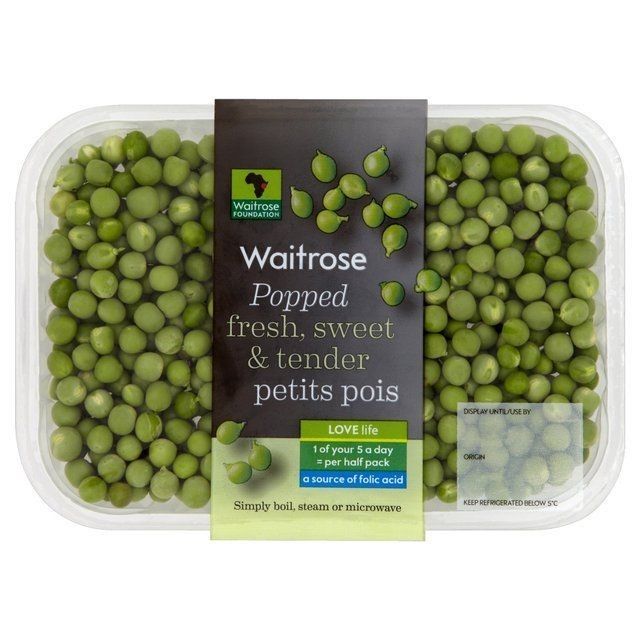 Waitrose
FOUNDATION
Waitrose
Popped
fresh, sweet
& tender
petits pois
LOVE life
1 of your 5 a day
= per half pack
a source of folic acid
Simply boil, steam or microwave
DISPLAY UNTIL/USE BY
ORIGIN
KEEP REFRIGERATED BELOW 5°C